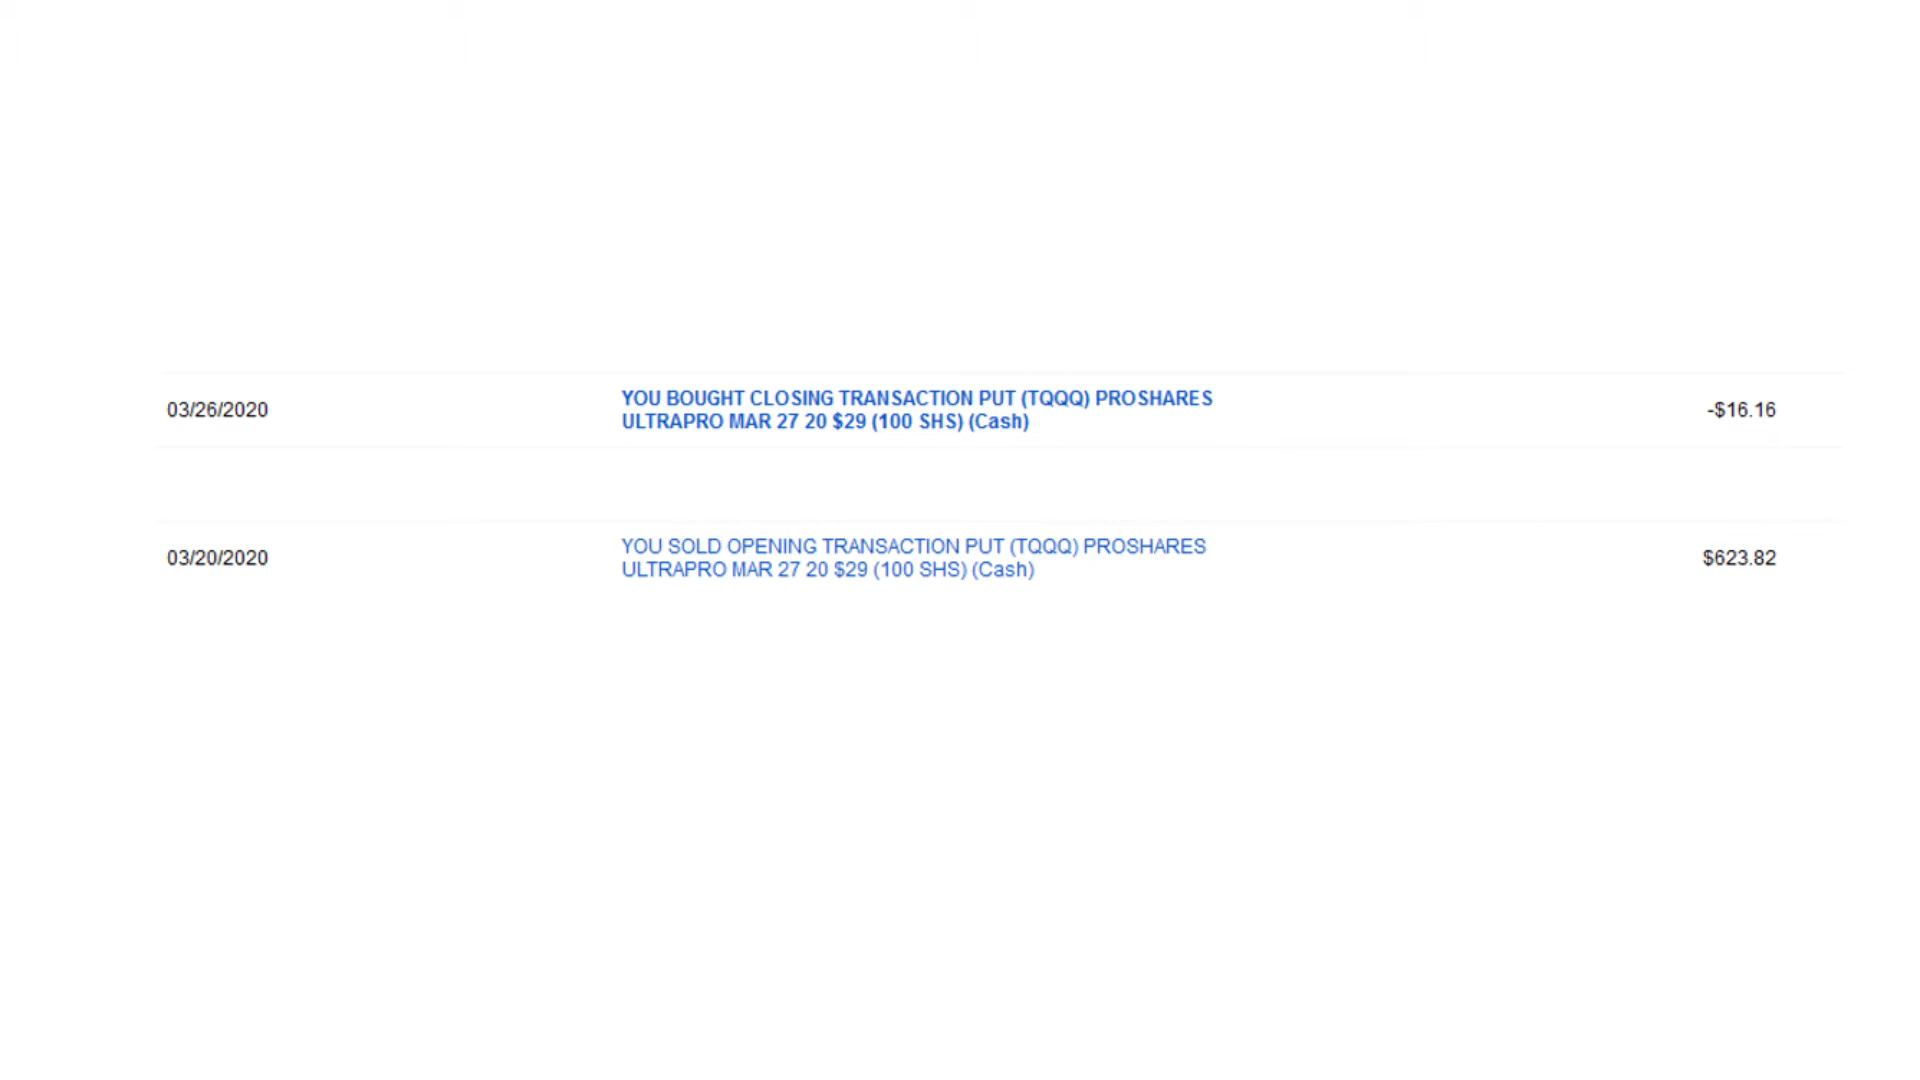 03/26/2020
YOU BOUGHT CLOSING TRANSACTION PUT (TQQQ) PROSHARES
ULTRAPRO MAR 27 20 $29 (100 SHS) (Cash)
-$16.16
03/20/2020
YOU SOLD OPENING TRANSACTION PUT (TQQQ) PROSHARES
ULTRAPRO MAR 27 20 $29 (100 SHS) (Cash)
$623.82